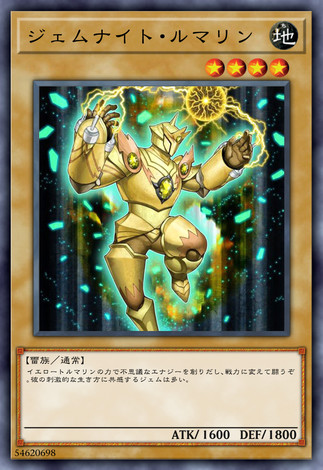 ジェムナイト・ルマリン
地
【雷族／通常】
イエロートルマリンの力で不思議なエナジーを創りだし、戦力に変えて闘うぞ
。彼の刺激的な生き方に共感するジェムは多い。
ATK/ 1600 DEF/1800
54620698